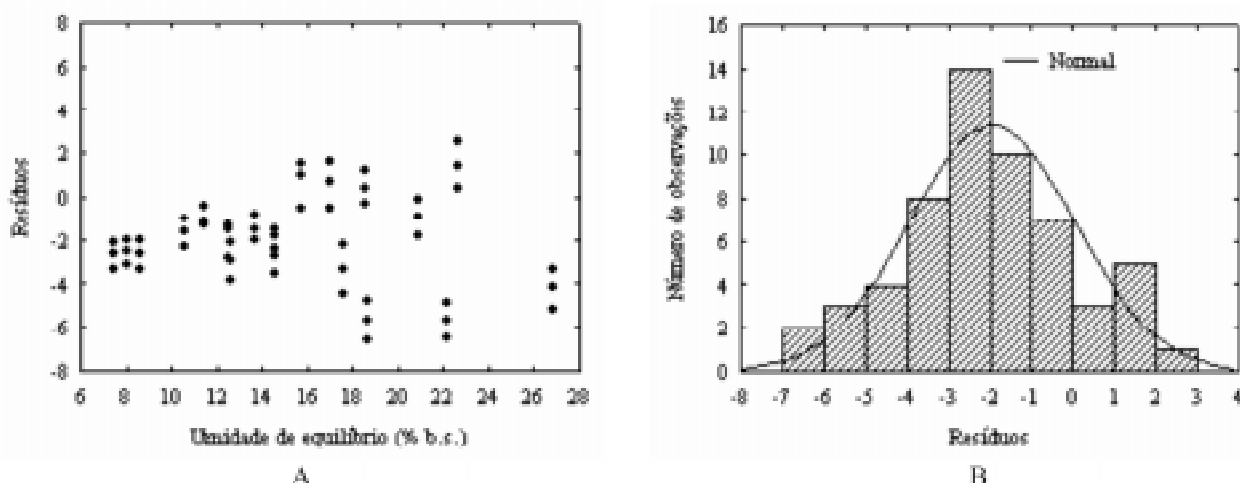 8
6
4
2
0
-2
-4
-6
-8
Resíduos
6 8 10 12 14 16 18 20 22 24 26 28
Umidade de equilíbrio (% b.s.)
A
16
14
12
10
8
6
4
2
0
Número de observações
Normal
-8 -7 -6 -5 -4 -3 -2 -1 0 1 2 3 4
Resíduos
B